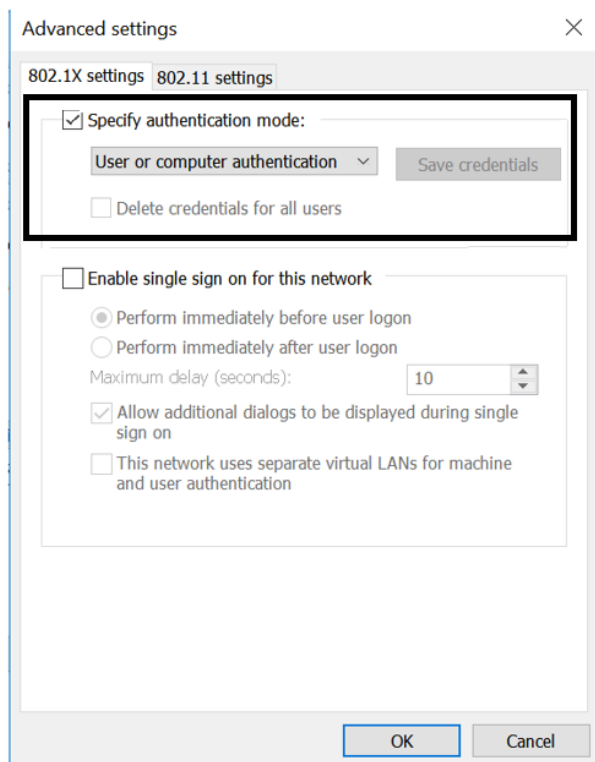 Advanced settings
802.1X settings 802.11 settings
Specify authentication mode:
User or computer authentication Save credentials
Delete credentials for all users
Enable single sign on for this network
Perform immediately before user logon
Perform immediately after user logon
Maximum delay (seconds): 10
Allow additional dialogs to be displayed during single
sign on
This network uses separate virtual LANs for machine
and user authentication
OK Cancel